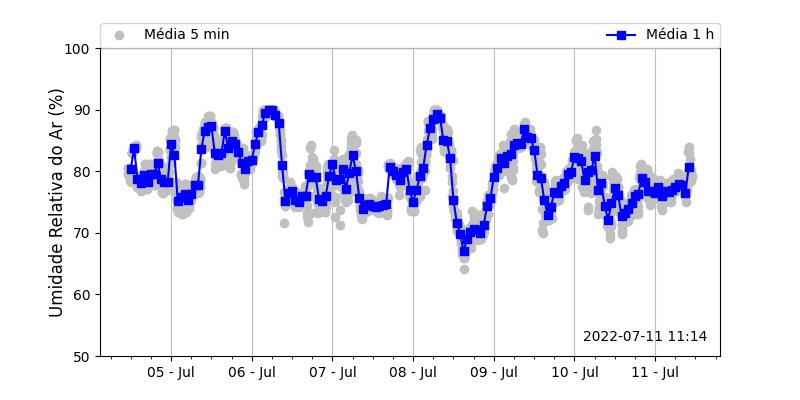 Média 5 min
Média 1 h
100
90
80
70
60
50
Umidade Relativa do Ar (%)
2022-07-11 11:14
05 - Jul
06 - Jul
07 - Jul
08 - Jul
09 - Jul
10 - Jul
11 - Jul